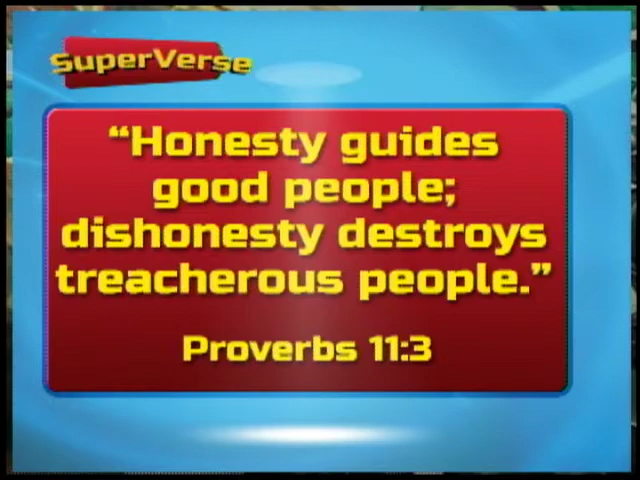 SuperVerse
“Honesty guides
good people;
dishonesty destroys
treacherous people.”
Proverbs 11:3